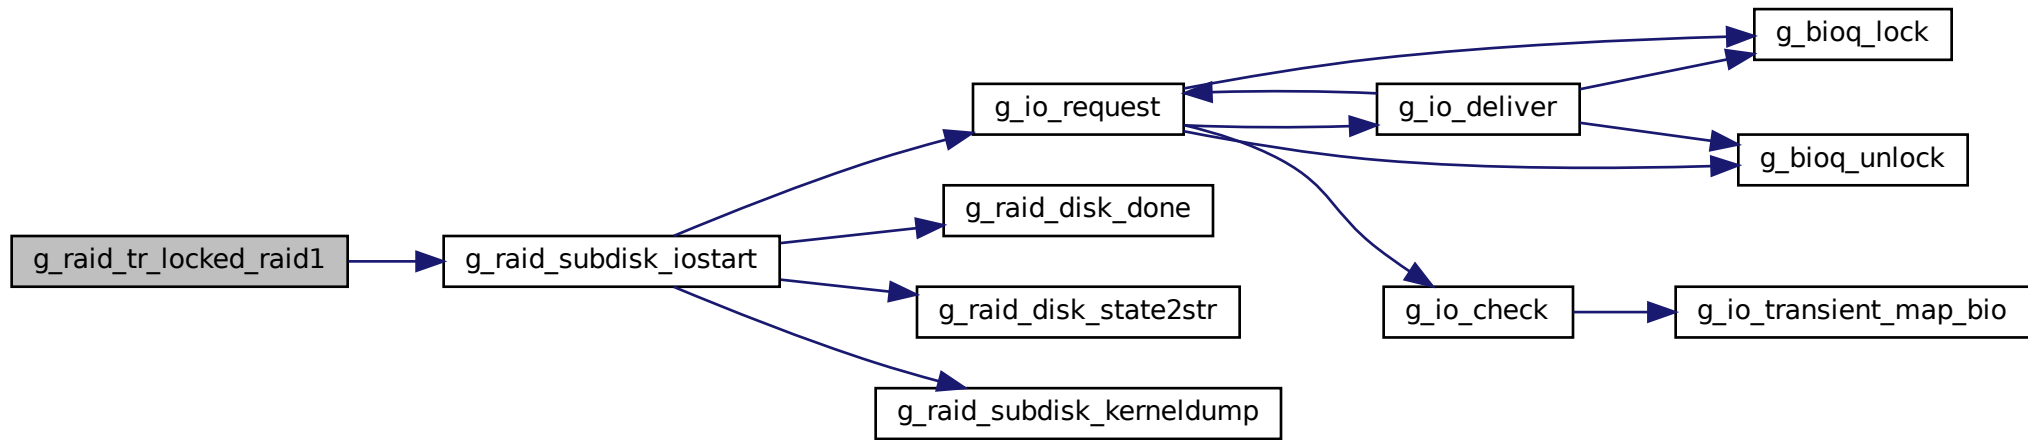 g_bioq_lock
g_io_request
g_io_deliver
g_bioq_unlock
g_raid_disk_done
g_raid_tr_locked_raid1
g_raid_subdisk_iostart
g_raid_disk_state2str
g_io_check
g_io_transient_map_bio
g_raid_subdisk_kerneldump